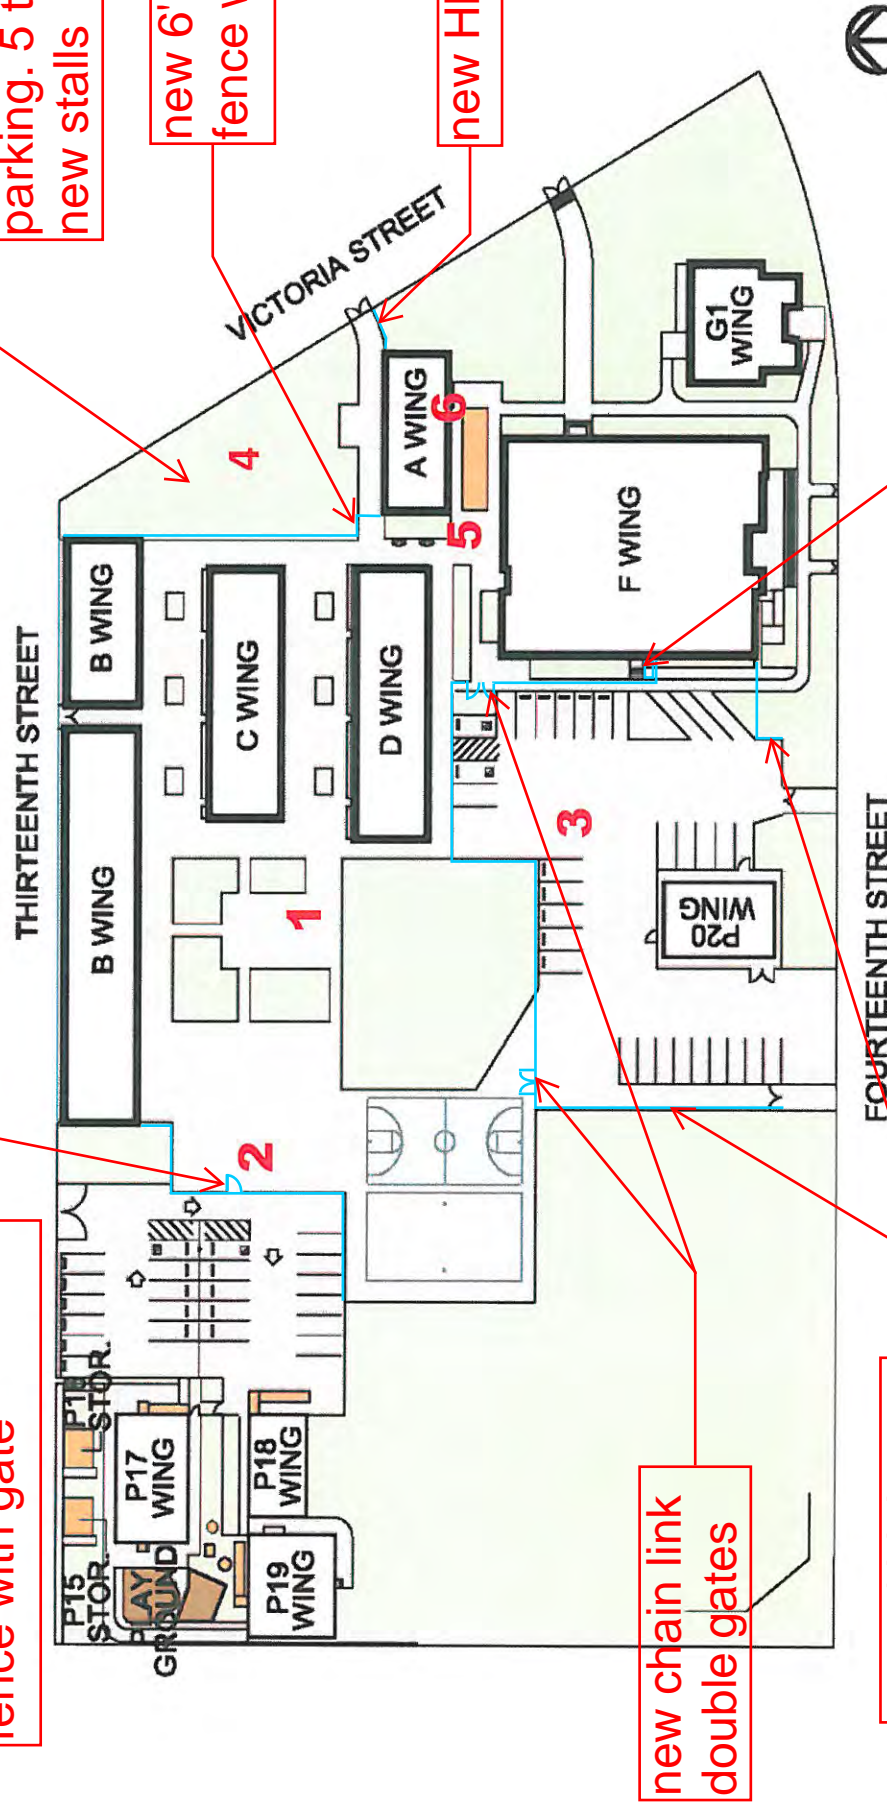 parking. 5 t
new stalls
new 6'
fence
new
VICTORIA STREET
THIRTEENTH STREET
FOURTEENTH STREET
4
6
5
1
3
2
A WING
B WING
B WING
C WING
D WING
F WING
G1
WING
P20
WING
P15
STOR.
STOR.
P17
WING
P18
WING
P19
WING
PLAY
GROUND
fence with gate
new chain link
double gates